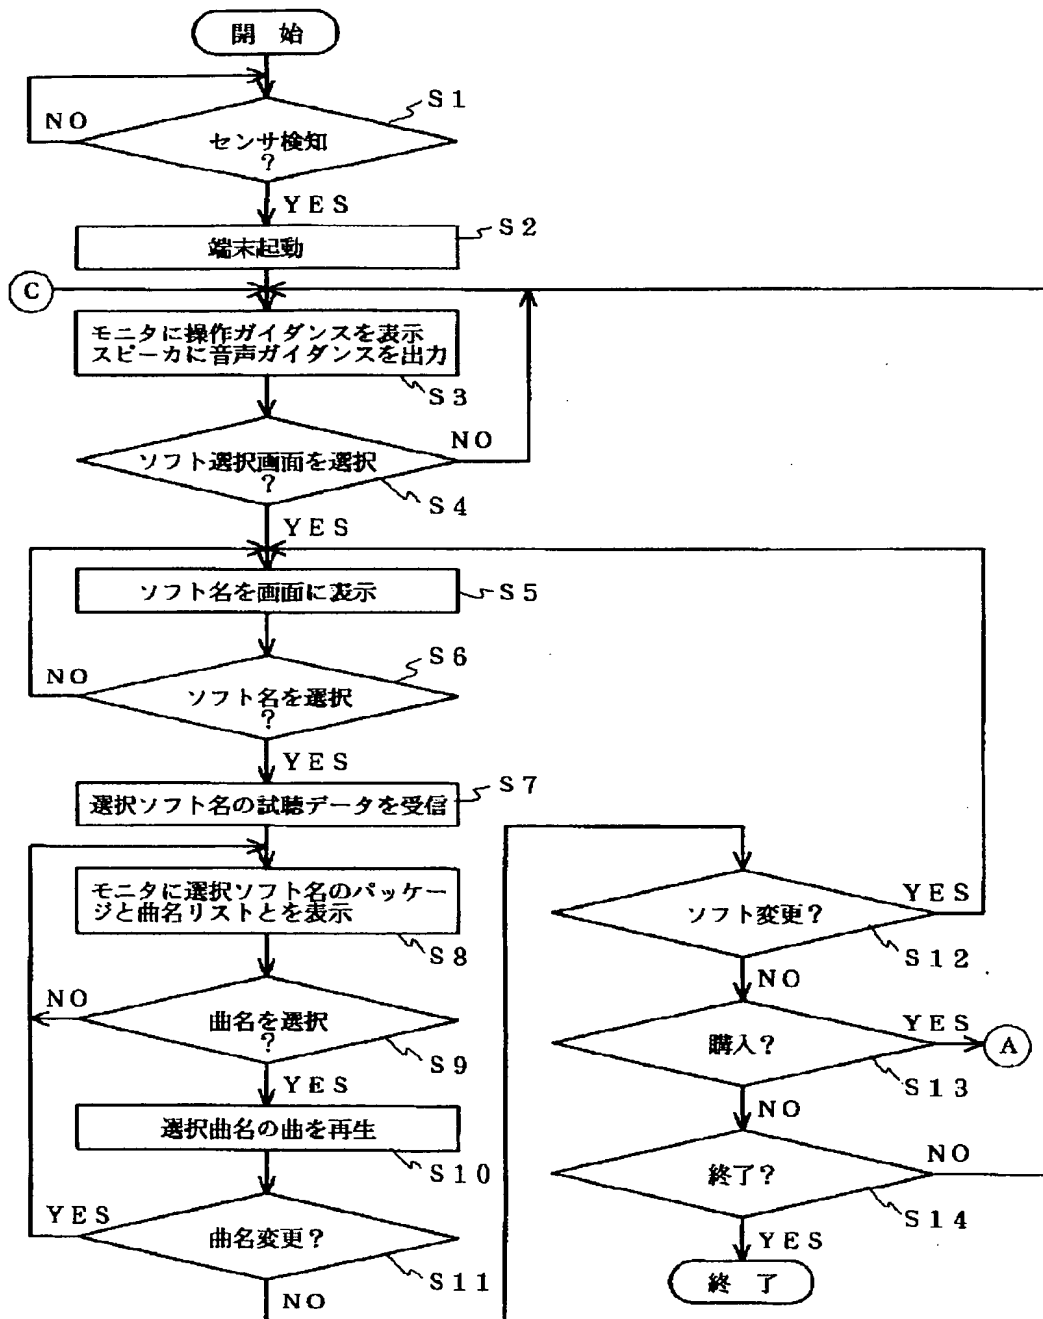 開 始
S1
NO
センサ検知
?
YES
S2
端末起動
C
モニタに操作ガイダンスを表示
スピーカに音声ガイダンスを出力
S3
NO
ソフト選択画面を選択
?
S4
YES
ソフト名を画面に表示
S5
S6
NO
ソフト名を選択
?
YES
S7
選択ソフト名の試聴データを受信
モニタに選択ソフト名のパッケー
ジと曲名リストとを表示
S8
NO
曲名を選択
?
S9
YES
選択曲名の曲を再生
S10
YES
曲名変更?
S11
NO
YES
ソフト変更?
S12
NO
YES
購入?
A
S13
NO
NO
終了?
S14
YES
終 了